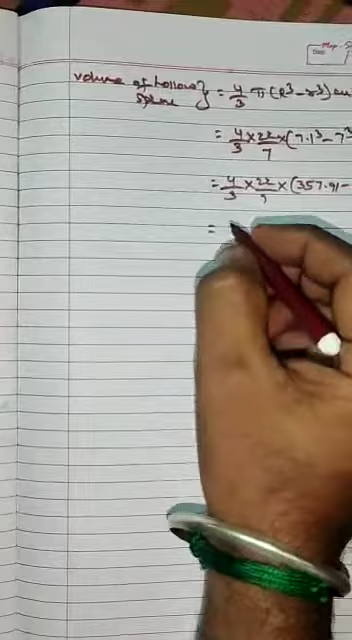 volume of hollow } = 4/3 π (R³ - r³) cu
sphere
= 4/3 × 22/7 × (7.1³ - 7³
= 4/3 × 22/7 × (357.91 -
=